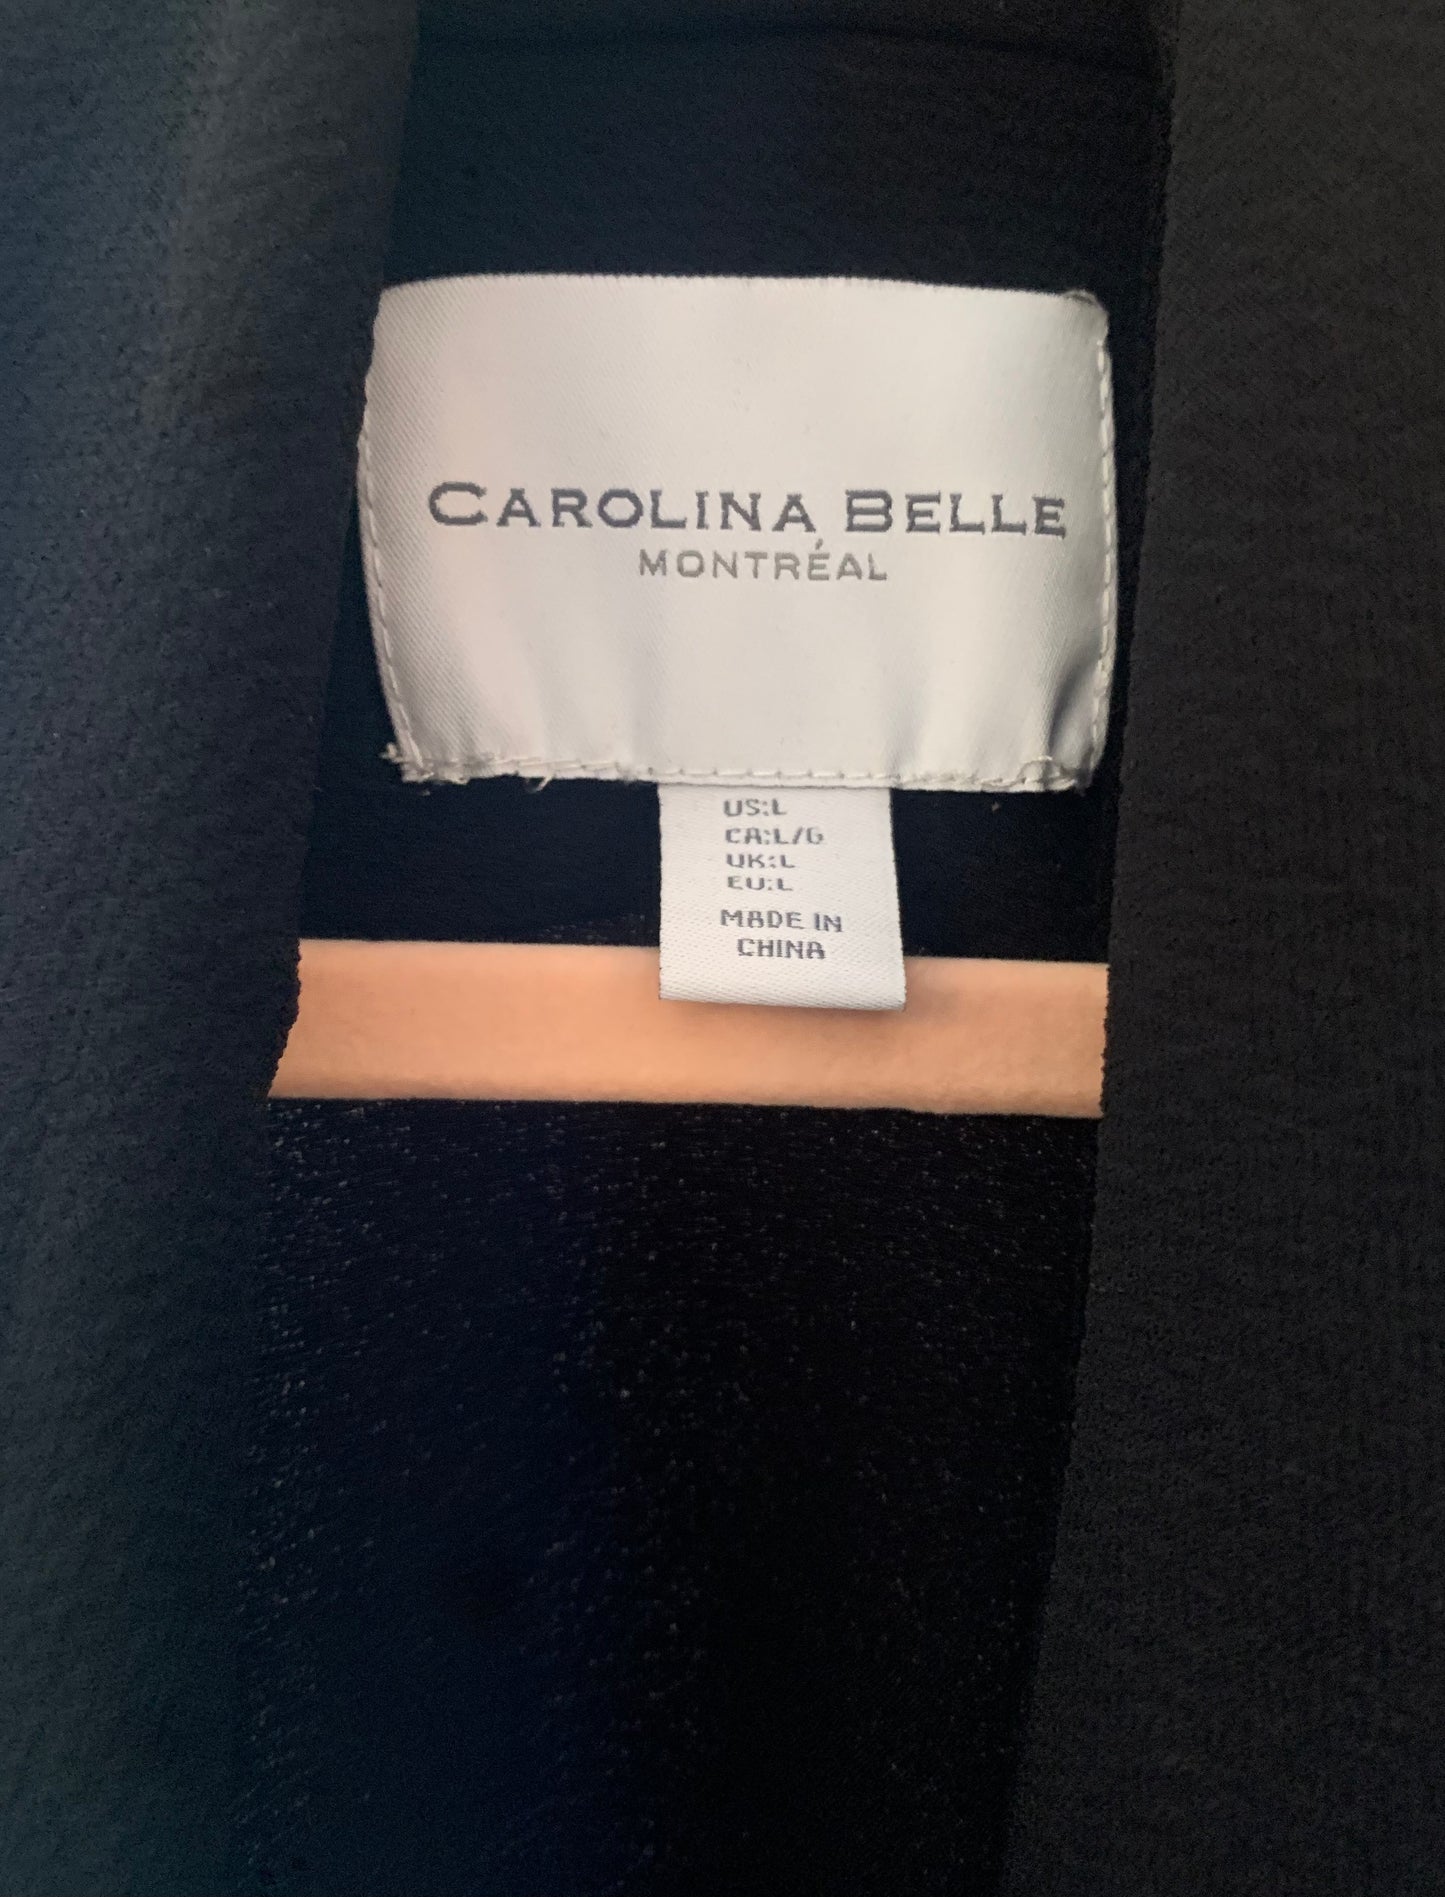 CAROLINA BELLE
MONTRÉAL
US:L
CA:L/G
UK:L
EU:L
MADE IN
CHINA